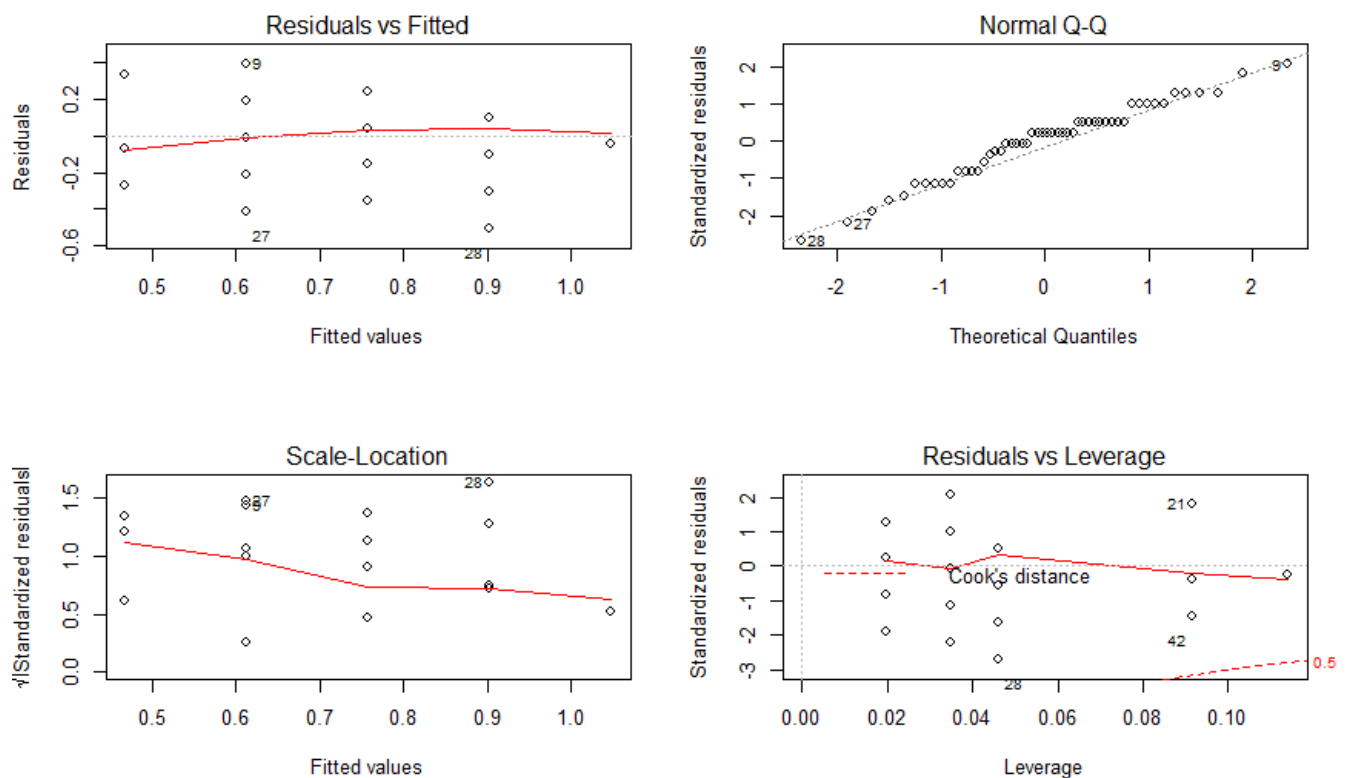 Residuals vs Fitted
Residuals
0.2
-0.2
-0.6
9
27
28
0.5 0.6 0.7 0.8 0.9 1.0
Fitted values
Normal Q-Q
Standardized residuals
2
1
0
-1
-2
9
27
28
-2 -1 0 1 2
Theoretical Quantiles
Scale-Location
√|Standardized residuals|
1.5
1.0
0.5
0.0
28
0.5 0.6 0.7 0.8 0.9 1.0
Fitted values
Residuals vs Leverage
Standardized residuals
2
1
0
-1
-2
-3
21
Cook's distance
42
28
0.5
0.00 0.02 0.04 0.06 0.08 0.10
Leverage